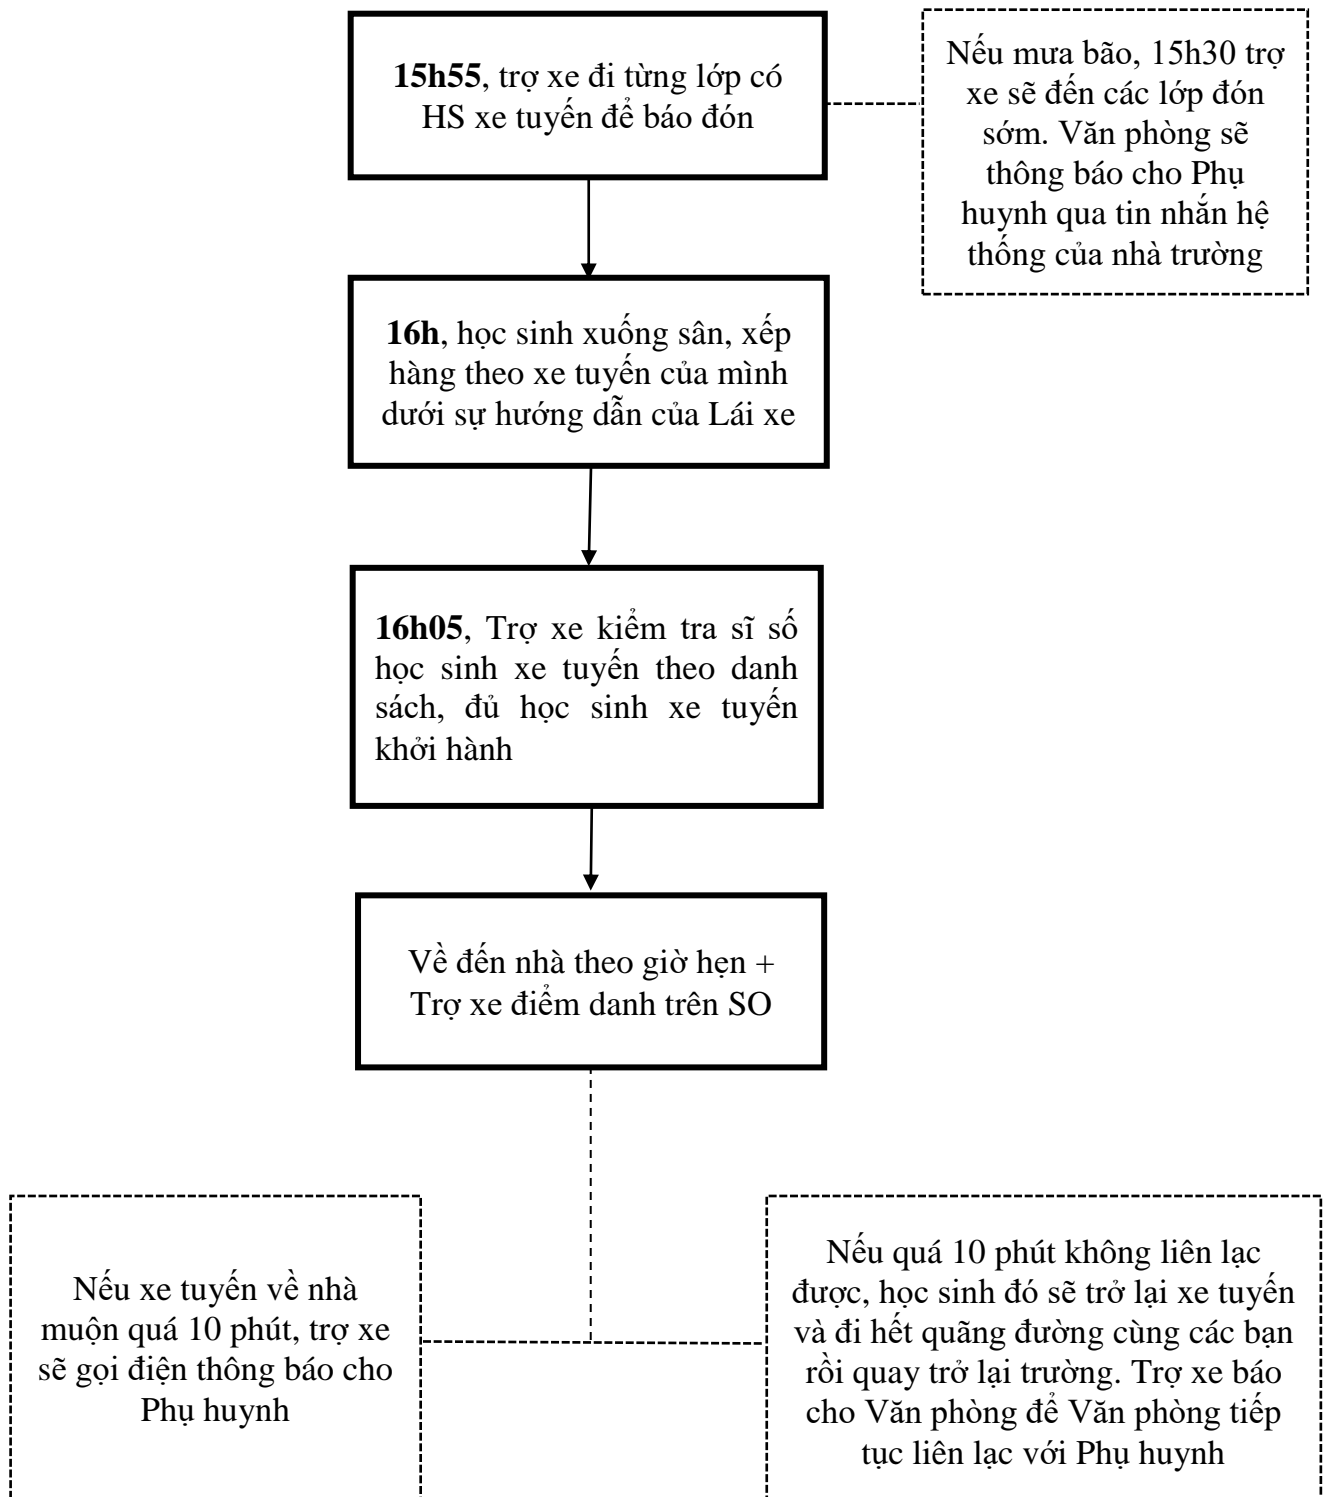 15h55, trợ xe đi từng lớp có
HS xe tuyến để báo đón
Nếu mưa bão, 15h30 trợ
xe sẽ đến các lớp đón
sớm. Văn phòng sẽ
thông báo cho Phụ
huynh qua tin nhắn hệ
thống của nhà trường
16h, học sinh xuống sân, xếp
hàng theo xe tuyến của mình
dưới sự hướng dẫn của Lái xe
16h05, Trợ xe kiểm tra sĩ số
học sinh xe tuyến theo danh
sách, đủ học sinh xe tuyến
khởi hành
Về đến nhà theo giờ hẹn +
Trợ xe điểm danh trên SO
Nếu xe tuyến về nhà
muộn quá 10 phút, trợ xe
sẽ gọi điện thông báo cho
Phụ huynh
Nếu quá 10 phút không liên lạc
được, học sinh đó sẽ trở lại xe tuyến
và đi hết quãng đường cùng các bạn
rồi quay trở lại trường. Trợ xe báo
cho Văn phòng để Văn phòng tiếp
tục liên lạc với Phụ huynh